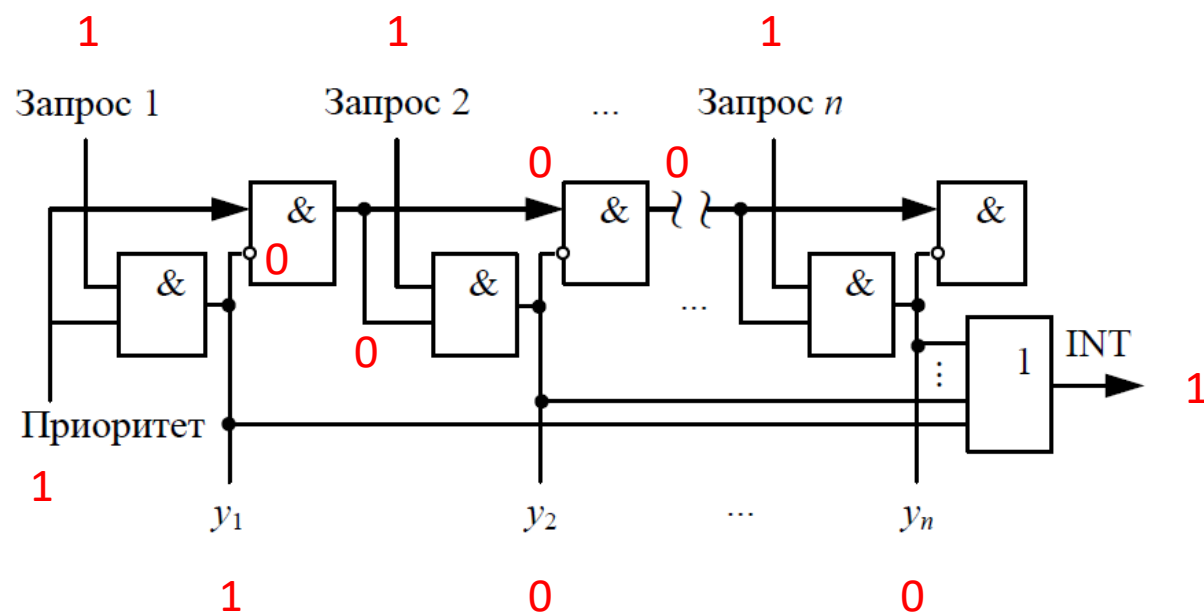 1 1 1
Запрос 1 Запрос 2 ... Запрос n
0 0
& & &
0
& & &
...
0
1 INT
⋮
1
Приоритет
1
y1 y2 ... yn
1 0 0